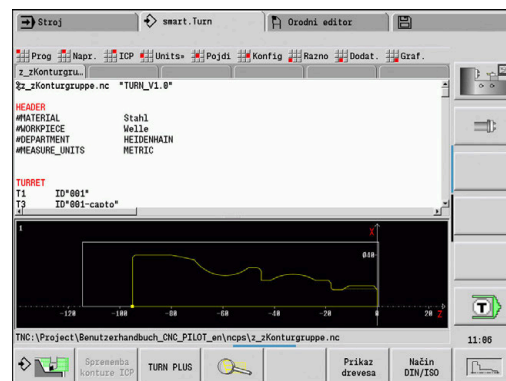 Stroj
smart.Turn
Orodni editor
Prog Napr. ICP Units» Pojdi Konfig Razno Dodat. Graf.
z_zKonturgru…
%z_zKonturgruppe.nc "TURN_V1.0"
HEADER
#MATERIAL Stahl
#WORKPIECE Welle
#DEPARTMENT HEIDENHAIN
#MEASURE_UNITS METRIC
TURRET
T1 ID"001"
T3 ID"001-capto"
X
Ø40
-120 -100 -80 -60 -40 -20 0 20 Z
TNC:\Project\Benutzerhandbuch_CNC_PILOT_en\ncps\z_zKonturgruppe.nc
T
11:06
Sprememba
konture ICP
TURN PLUS
Prikaz
drevesa
Način
DIN/ISO